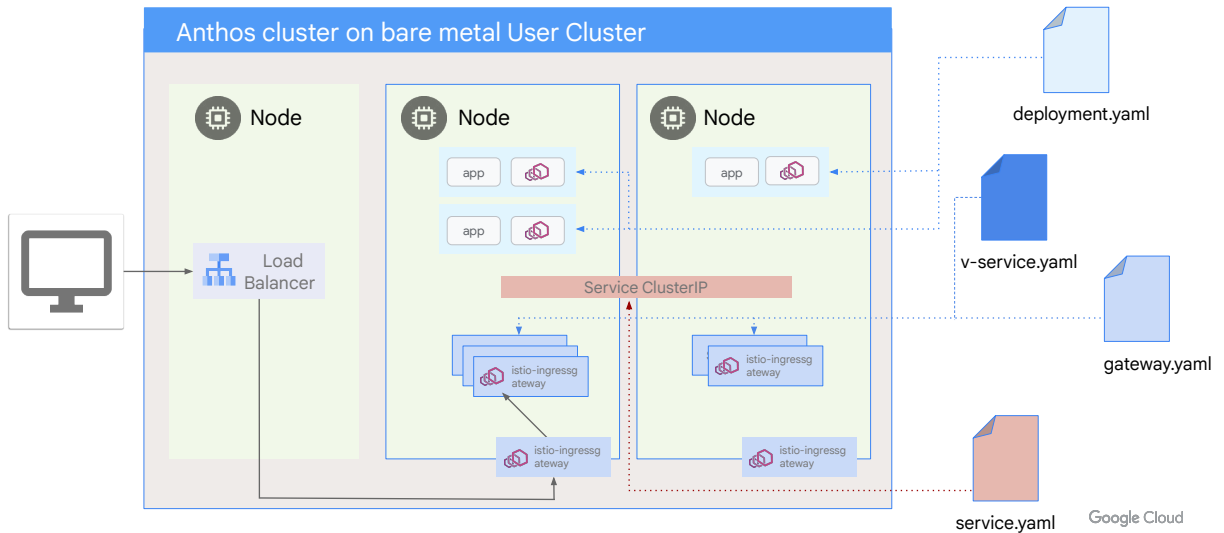 Anthos cluster on bare metal User Cluster
Node
Node
Node
deployment.yaml
app
app
app
v-service.yaml
Load
Balancer
Service ClusterIP
istio-ingressg
ateway
istio-ingressg
ateway
gateway.yaml
istio-ingressg
ateway
istio-ingressg
ateway
service.yaml
Google Cloud